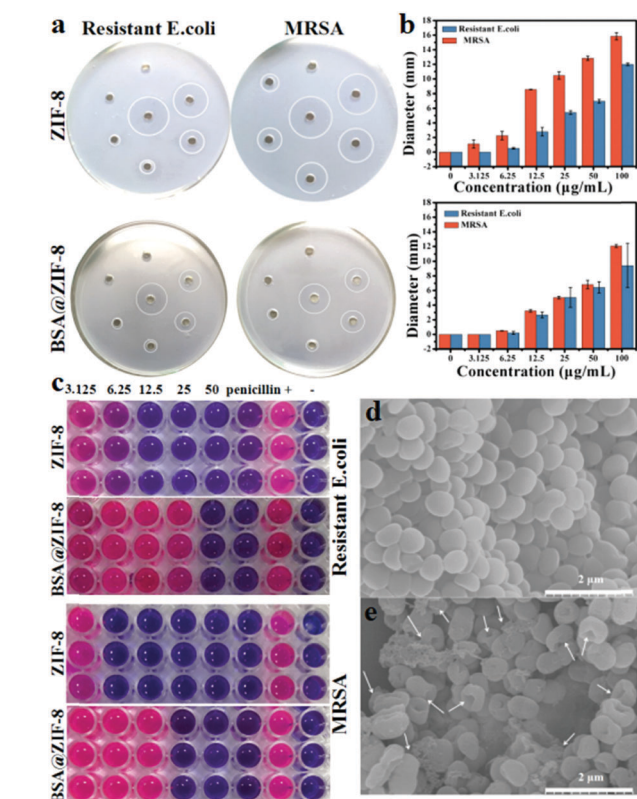 a
Resistant E.coli
MRSA
ZIF-8
BSA@ZIF-8
b
Resistant E.coli
MRSA
Diameter (mm)
18
16
14
12
10
8
6
4
2
0
-2
0 3.125 6.25 12.5 25 50 100
Concentration (µg/mL)
Resistant E.coli
MRSA
Diameter (mm)
18
16
14
12
10
8
6
4
2
0
-2
0 3.125 6.25 12.5 25 50 100
Concentration (µg/mL)
c
3.125 6.25 12.5 25 50 penicillin + -
ZIF-8
BSA@ZIF-8
Resistant E.coli
ZIF-8
BSA@ZIF-8
MRSA
d
2 µm
e
2 µm